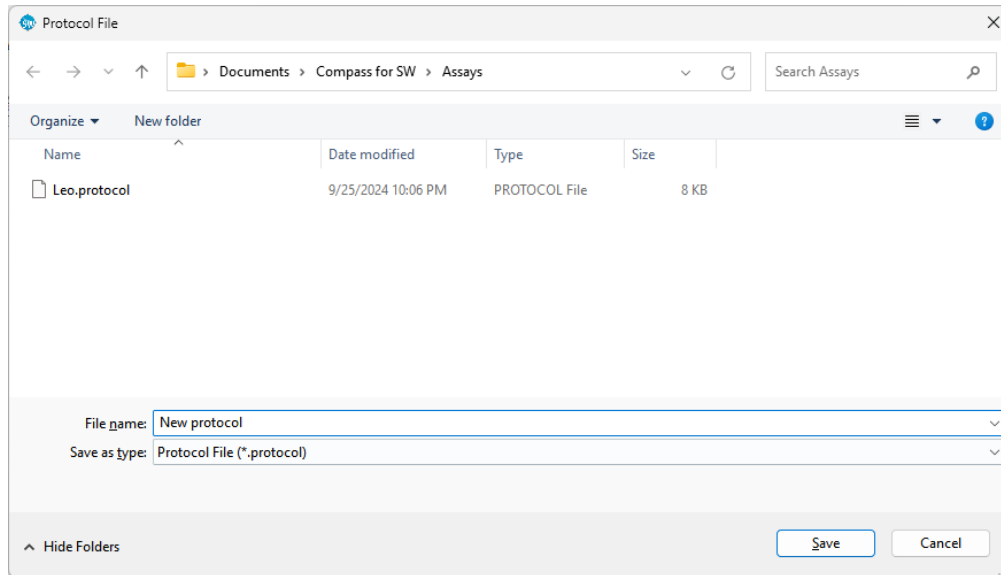 SW Protocol File
Documents > Compass for SW > Assays
Search Assays
Organize New folder
?
Name Date modified Type Size
Leo.protocol 9/25/2024 10:06 PM PROTOCOL File 8 KB
File name: New protocol
Save as type: Protocol File (*.protocol)
Hide Folders
Save Cancel